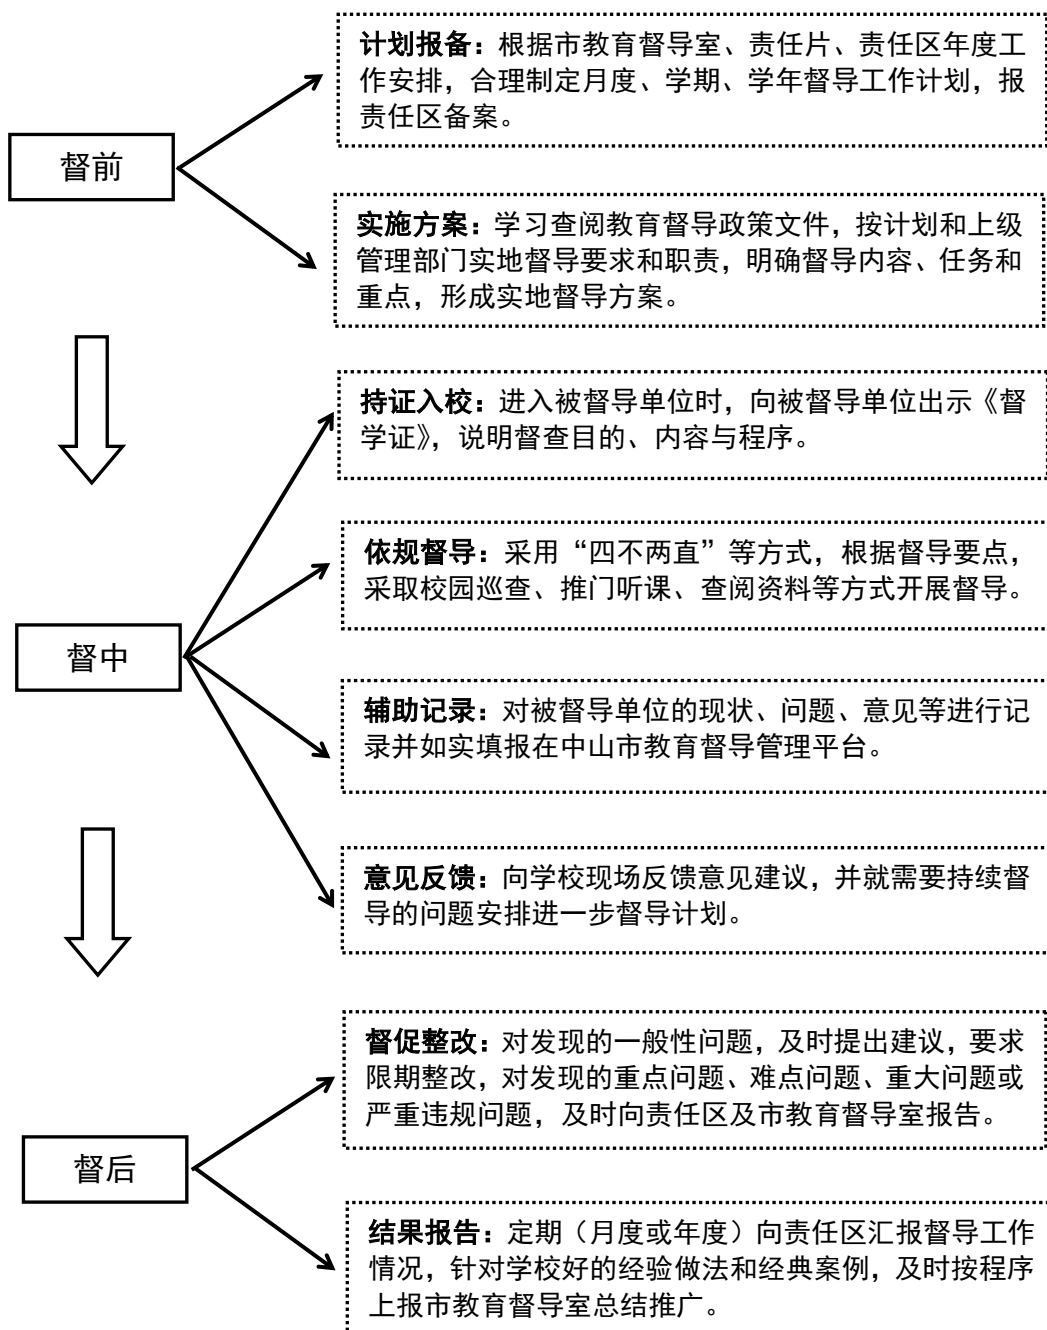 督前
计划报备：根据市教育督导室、责任片、责任区年度工
作安排，合理制定月度、学期、学年督导工作计划，报
责任区备案。
实施方案：学习查阅教育督导政策文件，按计划和上级
管理部门实地督导要求和职责，明确督导内容、任务和
重点，形成实地督导方案。
督中
持证入校：进入被督导单位时，向被督导单位出示《督
学证》，说明督查目的、内容与程序。
依规督导：采用“四不两直”等方式，根据督导要点，
采取校园巡查、推门听课、查阅资料等方式开展督导。
辅助记录：对被督导单位的现状、问题、意见等进行记
录并如实填报在中山市教育督导管理平台。
意见反馈：向学校现场反馈意见建议，并就需要持续督
导的问题安排进一步督导计划。
督后
督促整改：对发现的一般性问题，及时提出建议，要求
限期整改，对发现的重点问题、难点问题、重大问题或
严重违规问题，及时向责任区及市教育督导室报告。
结果报告：定期（月度或年度）向责任区汇报督导工作
情况，针对学校好的经验做法和经典案例，及时按程序
上报市教育督导室总结推广。